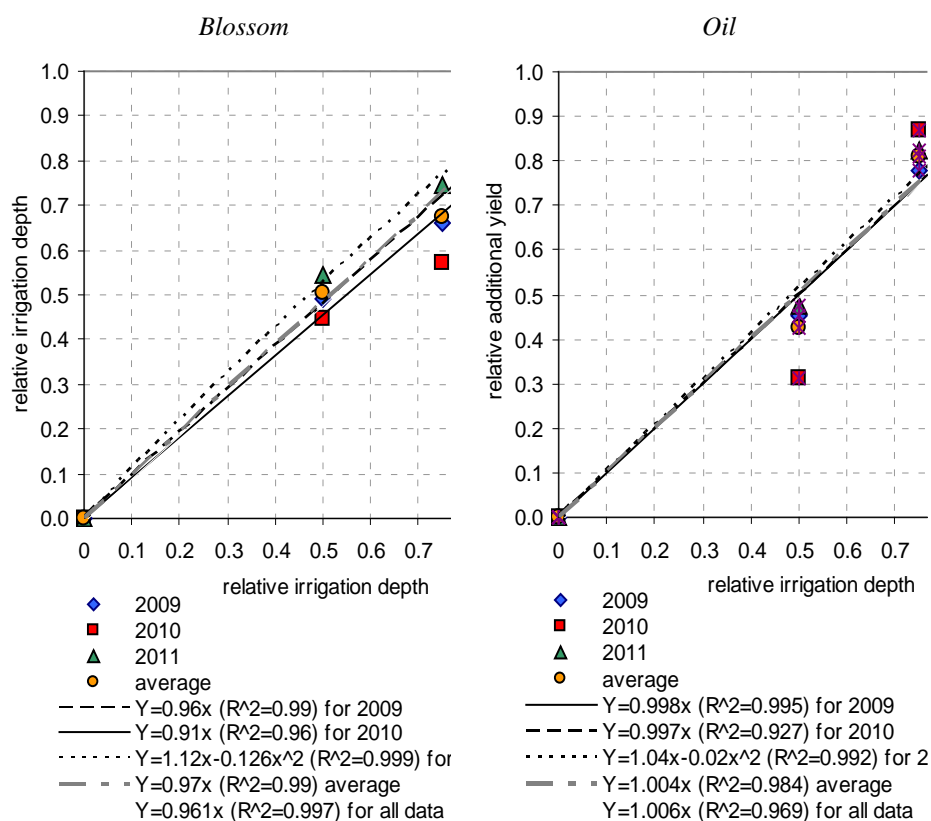 Blossom
1.0
0.9
0.8
0.7
0.6
0.5
0.4
0.3
0.2
0.1
0.0
relative irrigation depth
0 0.1 0.2 0.3 0.4 0.5 0.6 0.7
relative irrigation depth
2009
2010
2011
average
Y=0.96x (R^2=0.99) for 2009
Y=0.91x (R^2=0.96) for 2010
Y=1.12x-0.126x^2 (R^2=0.999) for
Y=0.97x (R^2=0.99) average
Y=0.961x (R^2=0.997) for all data
Oil
1.0
0.9
0.8
0.7
0.6
0.5
0.4
0.3
0.2
0.1
0.0
relative additional yield
0 0.1 0.2 0.3 0.4 0.5 0.6 0.7
relative irrigation depth
2009
2010
2011
average
Y=0.998x (R^2=0.995) for 2009
Y=0.997x (R^2=0.927) for 2010
Y=1.04x-0.02x^2 (R^2=0.992) for 2
Y=1.004x (R^2=0.984) average
Y=1.006x (R^2=0.969) for all data